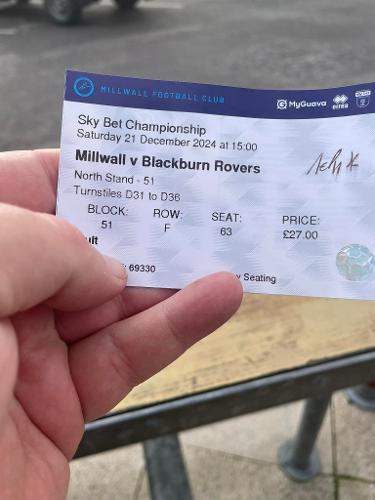 MILLWALL FOOTBALL CLUB
MyGuava
errea
Sky Bet Championship
Saturday 21 December 2024 at 15:00
Millwall v Blackburn Rovers
North Stand - 51
Turnstiles D31 to D36
BLOCK: ROW: SEAT: PRICE:
51 F 63 £27.00
ult
: 69330
Seating